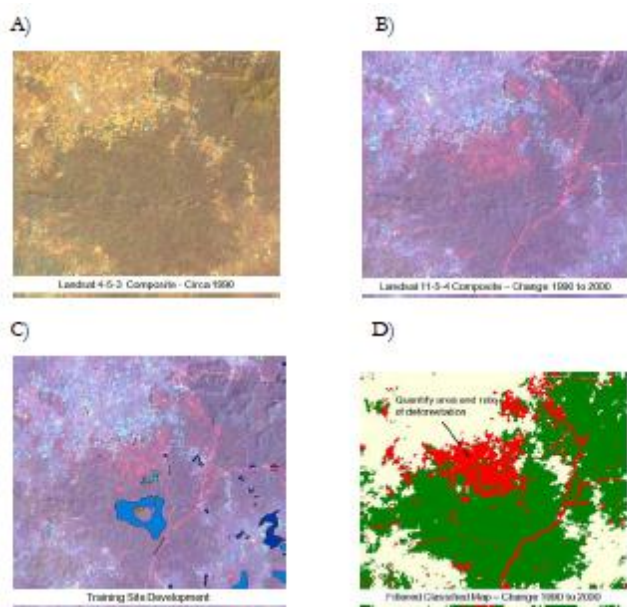 A)
B)
Landsat 4-5-3 Composite - Circa 1990
Landsat 11-5-4 Composite – Change 1990 to 2000
C)
D)
Quantify area and rate
of deforestation
Training Site Development
Filtered Classified Map – Change 1990 to 2000